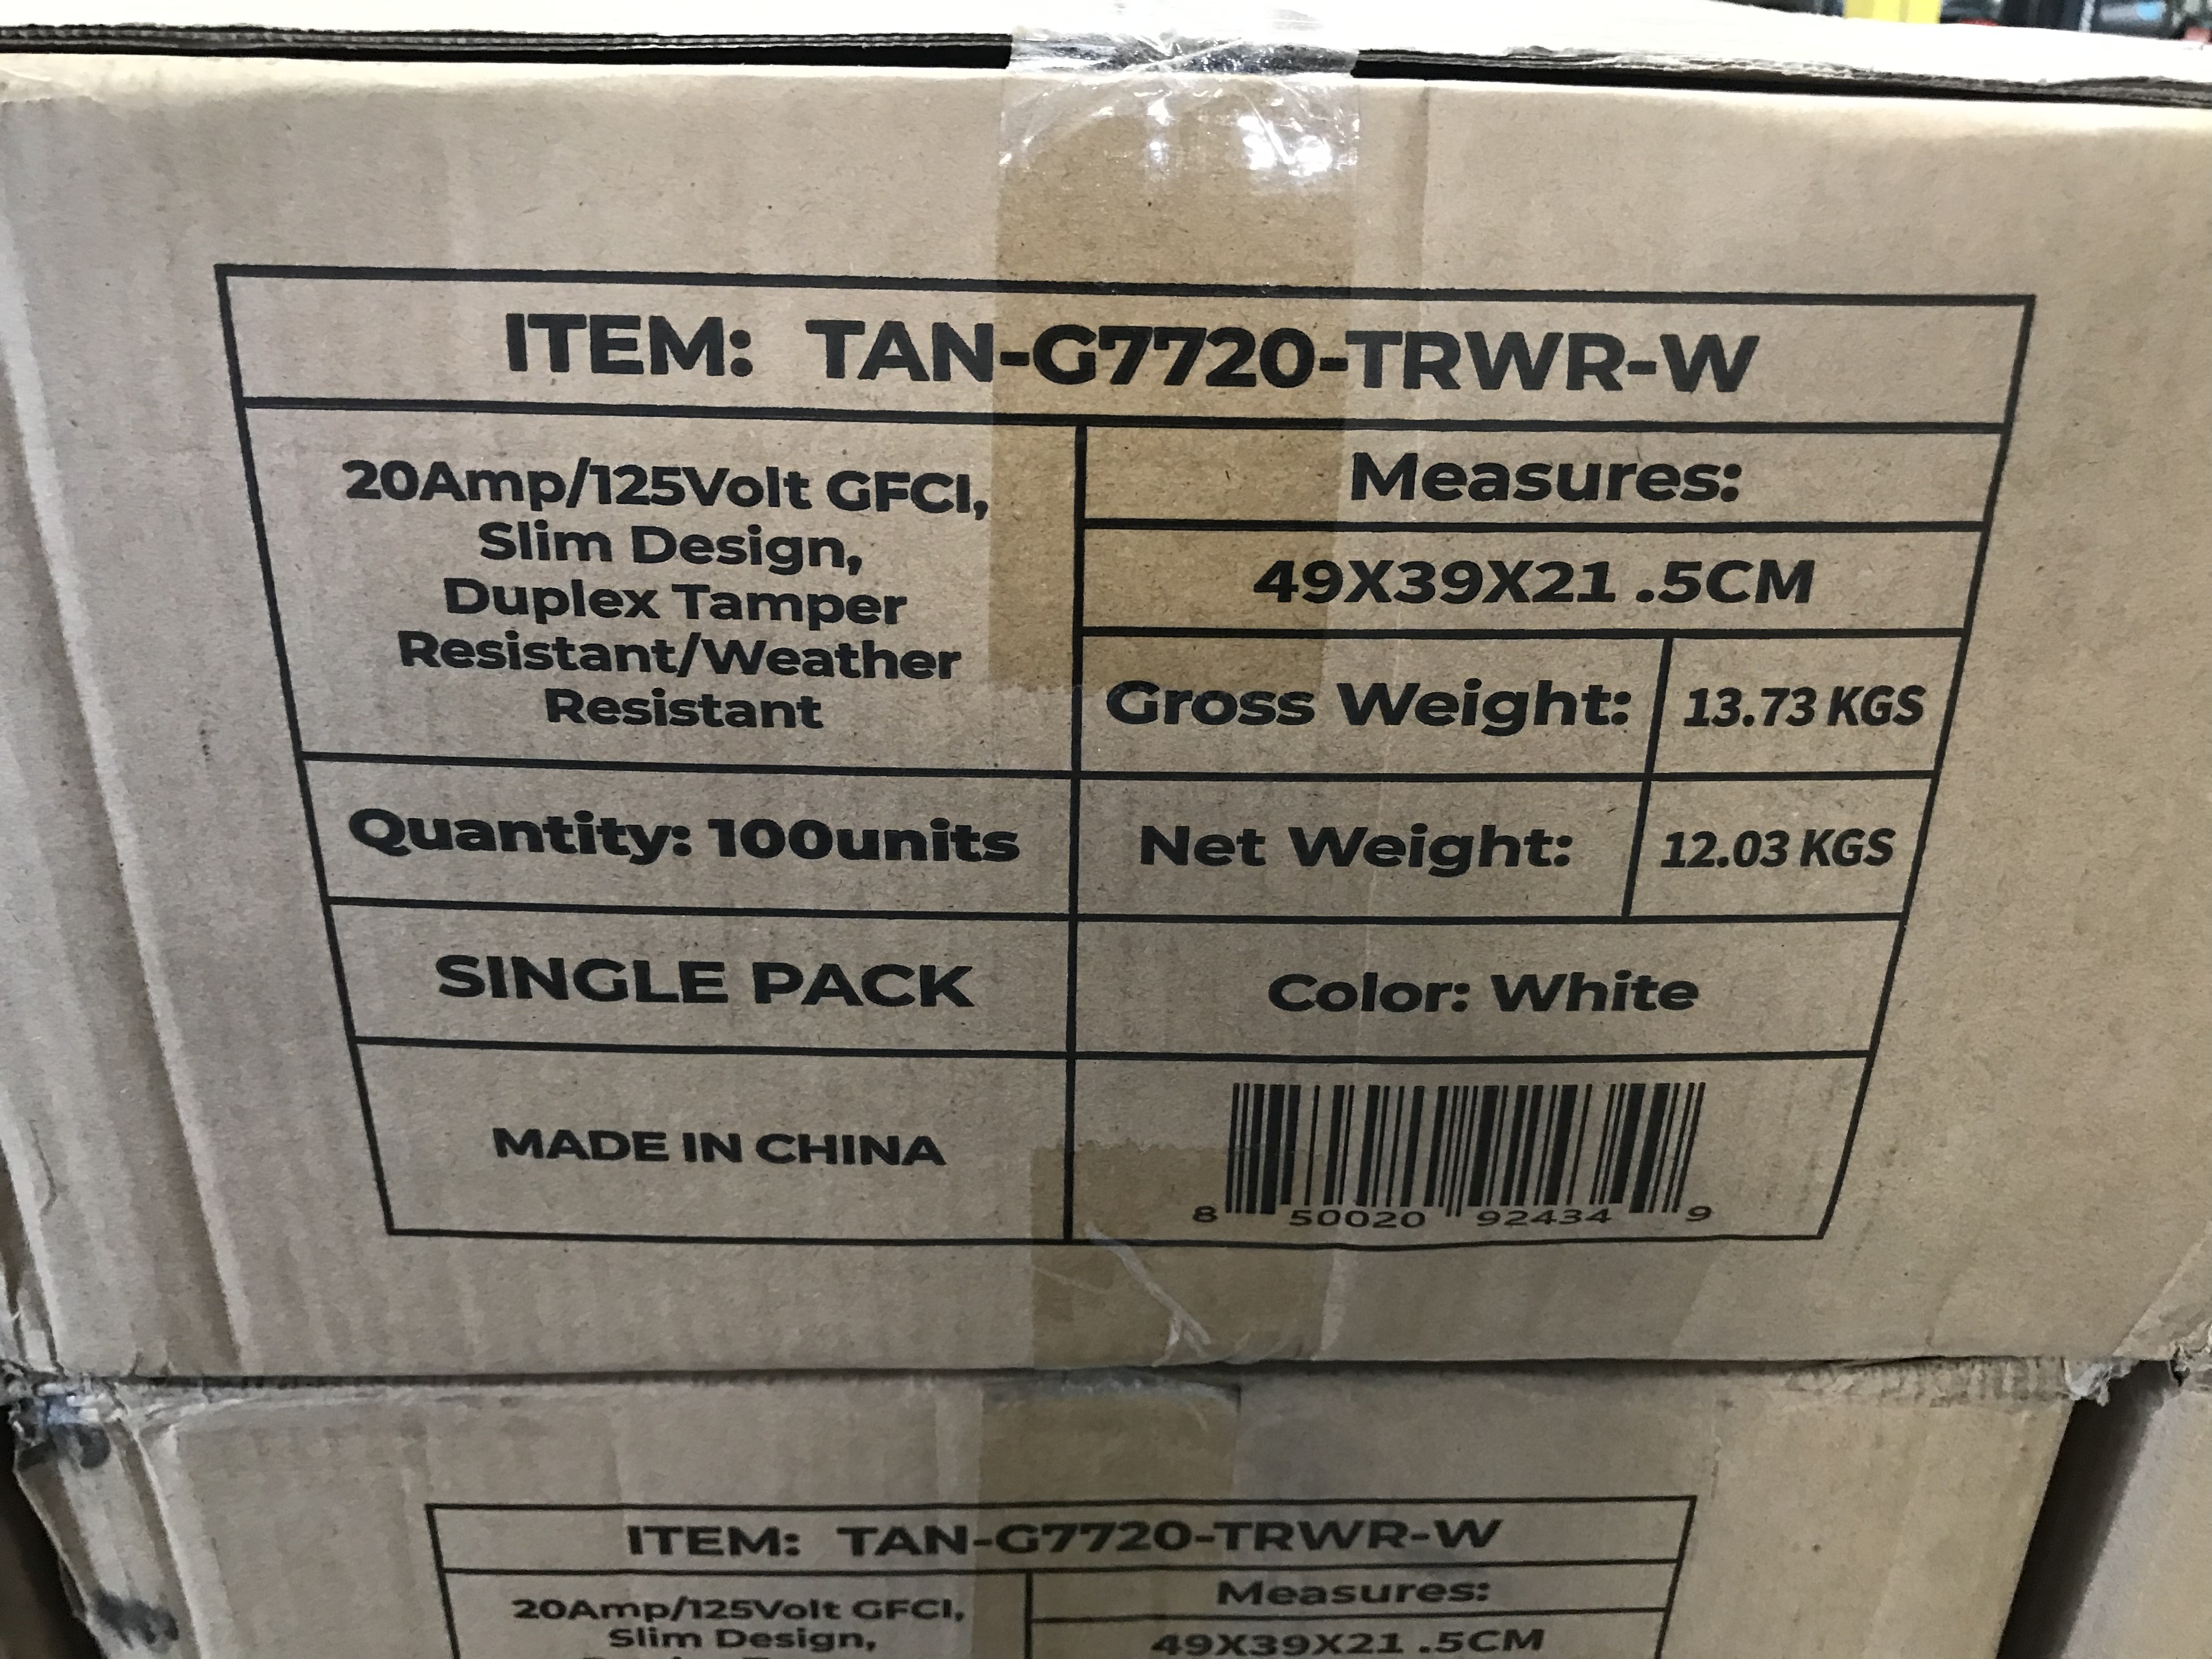 ITEM: TAN-G7720-TRWR-W
20Amp/125Volt GFCI,
Slim Design,
Duplex Tamper
Resistant/Weather
Resistant
Measures:
49X39X21 .5CM
Gross Weight: 13.73 KGS
Quantity: 100units
Net Weight: 12.03 KGS
SINGLE PACK
Color: White
MADE IN CHINA
8 50020 92434 9
ITEM: TAN-G7720-TRWR-W
20Amp/125Volt GFCI,
Slim Design,
Measures:
49X39X21 .5CM